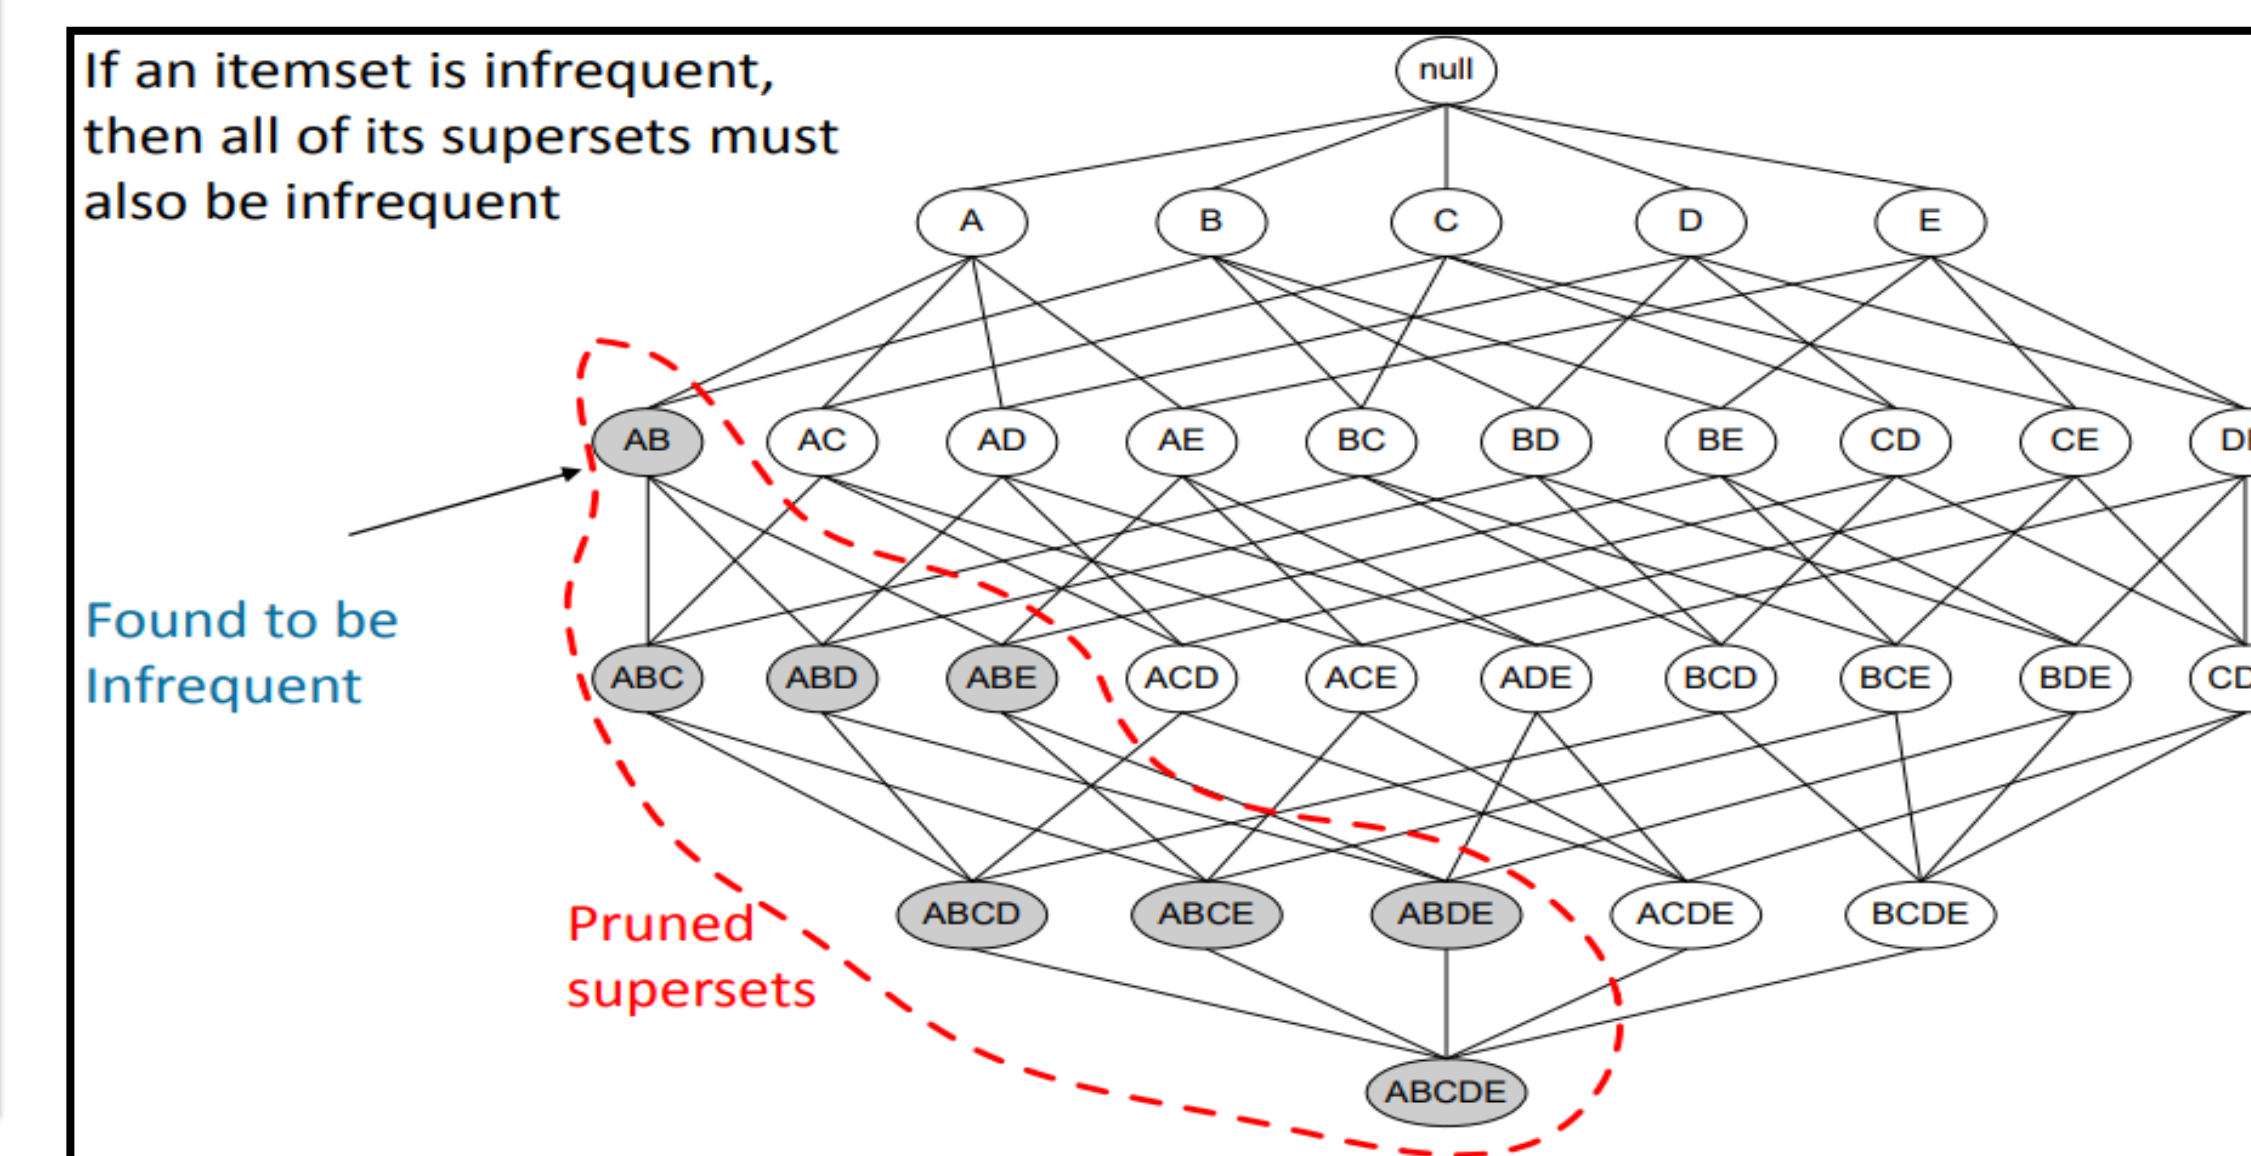 If an itemset is infrequent,
then all of its supersets must
also be infrequent
null
A B C D E
AB AC AD AE BC BD BE CD CE
Found to be
Infrequent
ABC ABD ABE ACD ACE ADE BCD BCE BDE CD
Pruned
supersets
ABCD ABCE ABDE ACDE BCDE
ABCDE